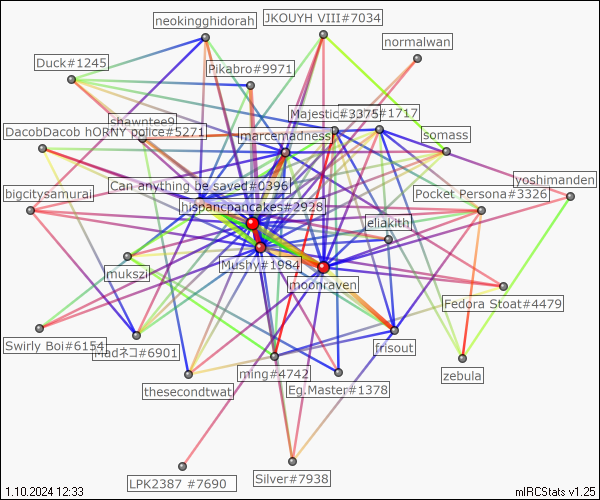 neokingghidorah
JKOUYH VIII#7034
normalwan
Duck#1245
Pikabro#9971
Majestic#3375
#1717
shawntee9
DacobDacob hORNY police#5271
marcemadness
somass
Can anything be saved#0396
yoshimanden
bigcitysamurai
Pocket Persona#3326
hispancpancakes#2928
eliakith
Mushy#1984
mukszi
moonraven
Fedora Stoat#4479
Swirly Boi#6154
Madネコ#6901
frisout
ming#4742
zebula
thesecondtwat
Eg.Master#1378
LPK2387 #7690
Silver#7938
1.10.2024 12:33
mIRCStats v1.25